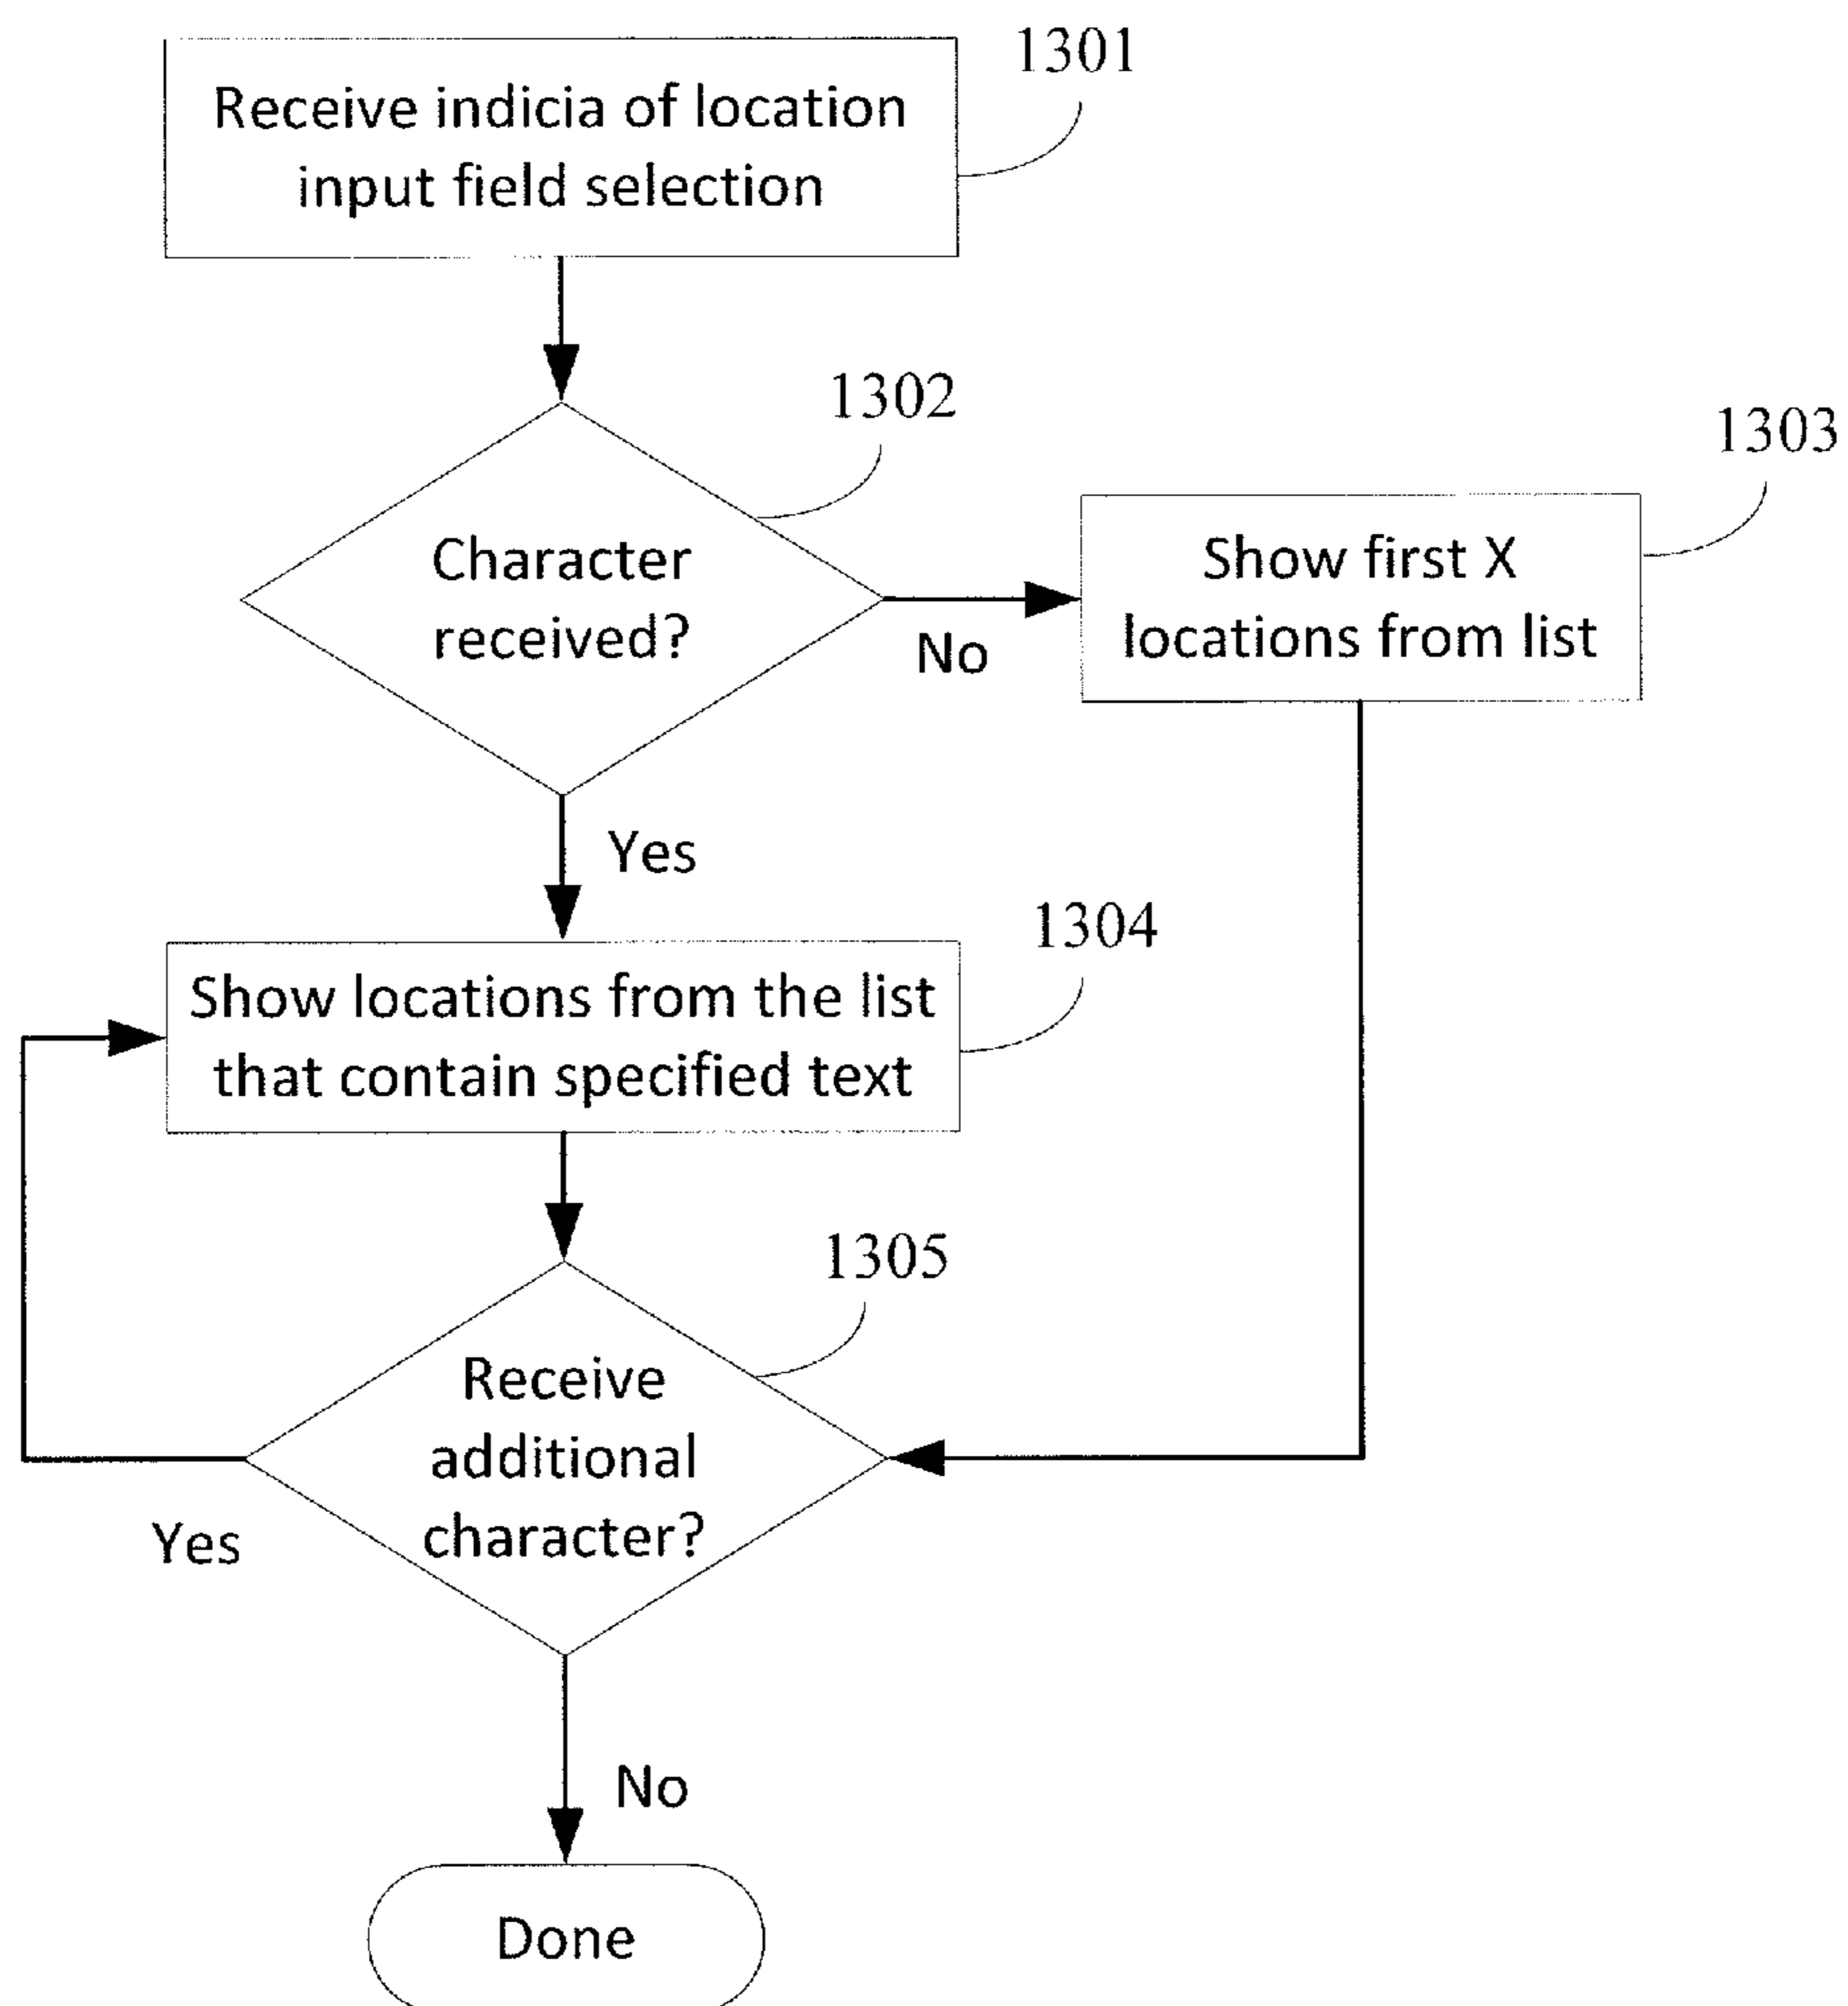 1301
Receive indicia of location
input field selection
1302
Character
received?
No
1303
Show first X
locations from list
Yes
1304
Show locations from the list
that contain specified text
1305
Receive
additional
character?
Yes
No
Done